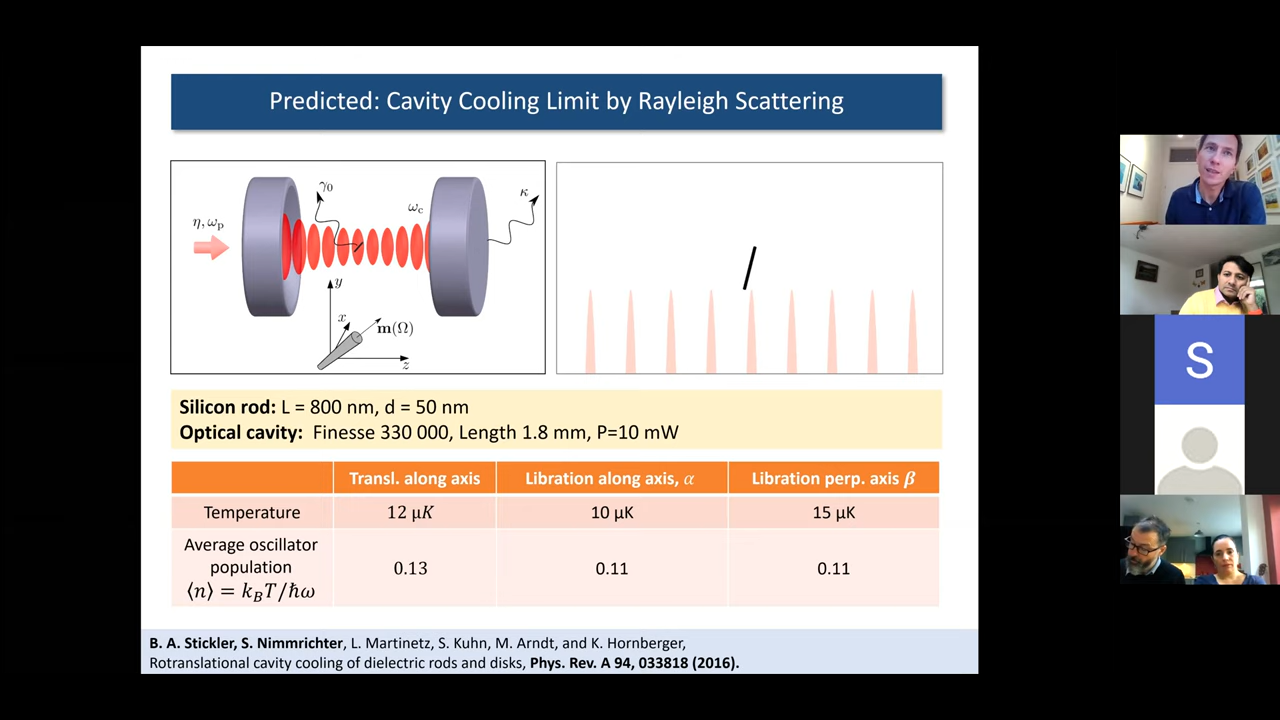 Predicted: Cavity Cooling Limit by Rayleigh Scattering
η, ωp
γ0
ωc
κ
y
x
m(Ω)
z
Silicon rod: L = 800 nm, d = 50 nm
Optical cavity: Finesse 330 000, Length 1.8 mm, P=10 mW
Transl. along axis
Libration along axis, α
Libration perp. axis β
Temperature
12 μK
10 μK
15 μK
Average oscillator
population
⟨n⟩ = k_BT/ħω
0.13
0.11
0.11
B. A. Stickler, S. Nimmrichter, L. Martinetz, S. Kuhn, M. Arndt, and K. Hornberger,
Rotranslational cavity cooling of dielectric rods and disks, Phys. Rev. A 94, 033818 (2016).
S